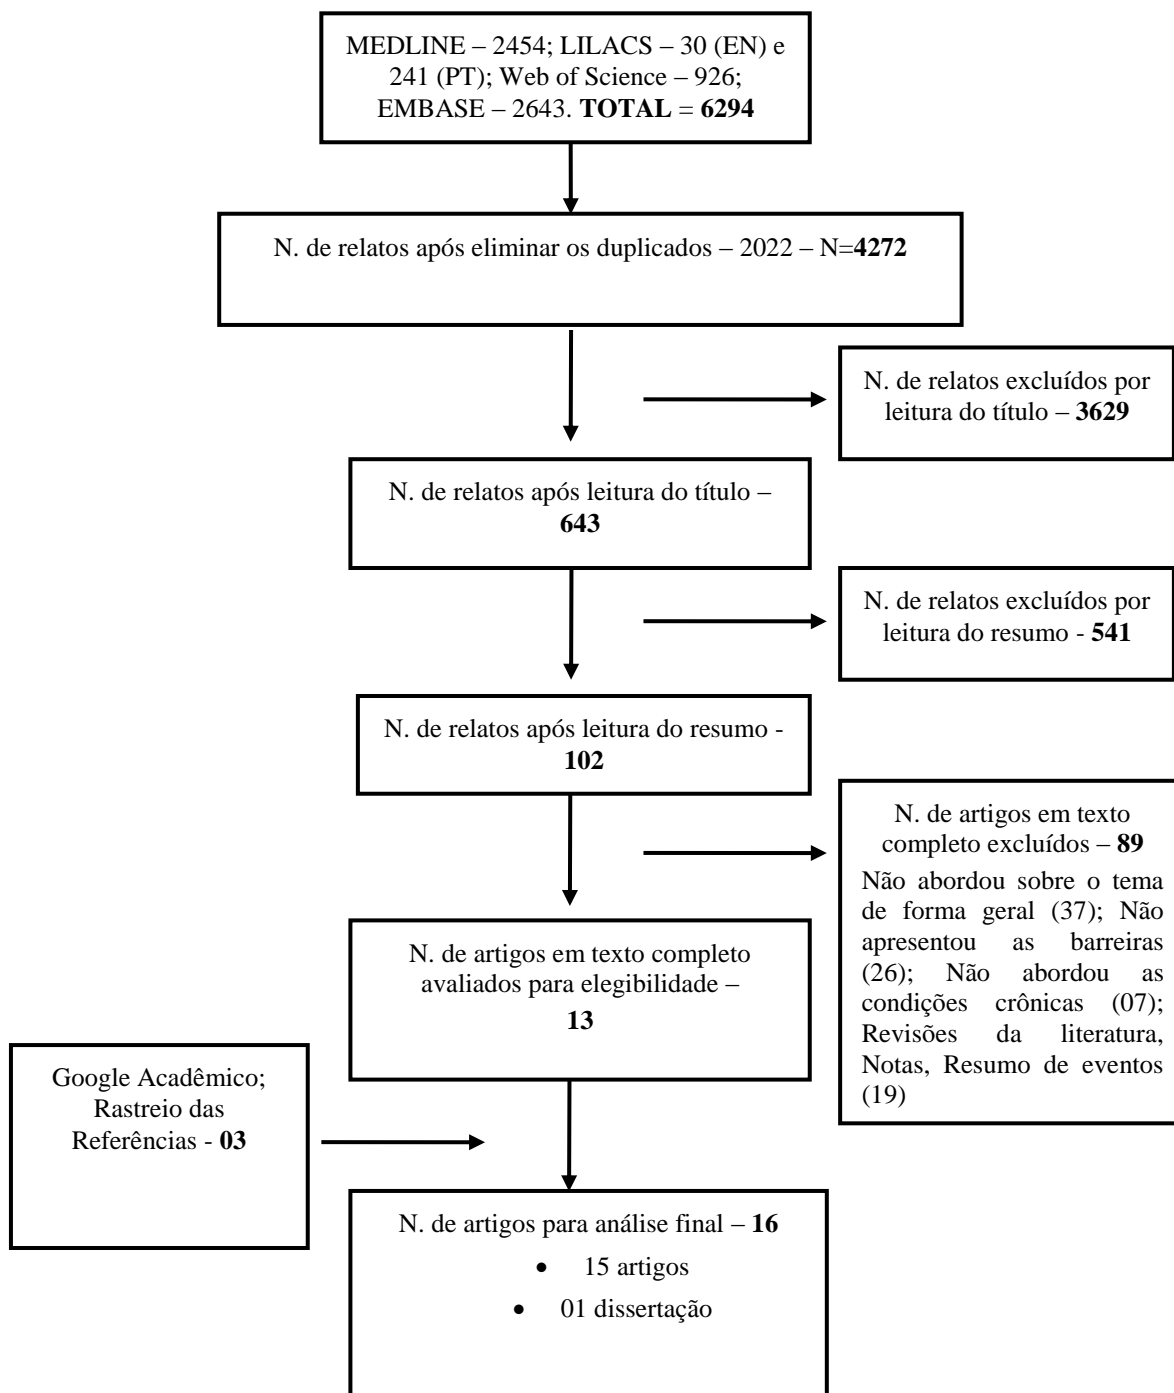 MEDLINE – 2454; LILACS – 30 (EN) e
241 (PT); Web of Science – 926;
EMBASE – 2643. TOTAL = 6294
N. de relatos após eliminar os duplicados – 2022 – N=4272
N. de relatos excluídos por
leitura do título – 3629
N. de relatos após leitura do título –
643
N. de relatos excluídos por
leitura do resumo - 541
N. de relatos após leitura do resumo -
102
N. de artigos em texto
completo excluídos – 89
Não abordou sobre o tema
de forma geral (37); Não
apresentou as barreiras
(26); Não abordou as
condições crônicas (07);
Revisões da literatura,
Notas, Resumo de eventos
(19)
N. de artigos em texto completo
avaliados para elegibilidade –
13
Google Acadêmico;
Rastreio das
Referências - 03
N. de artigos para análise final – 16
• 15 artigos
• 01 dissertação